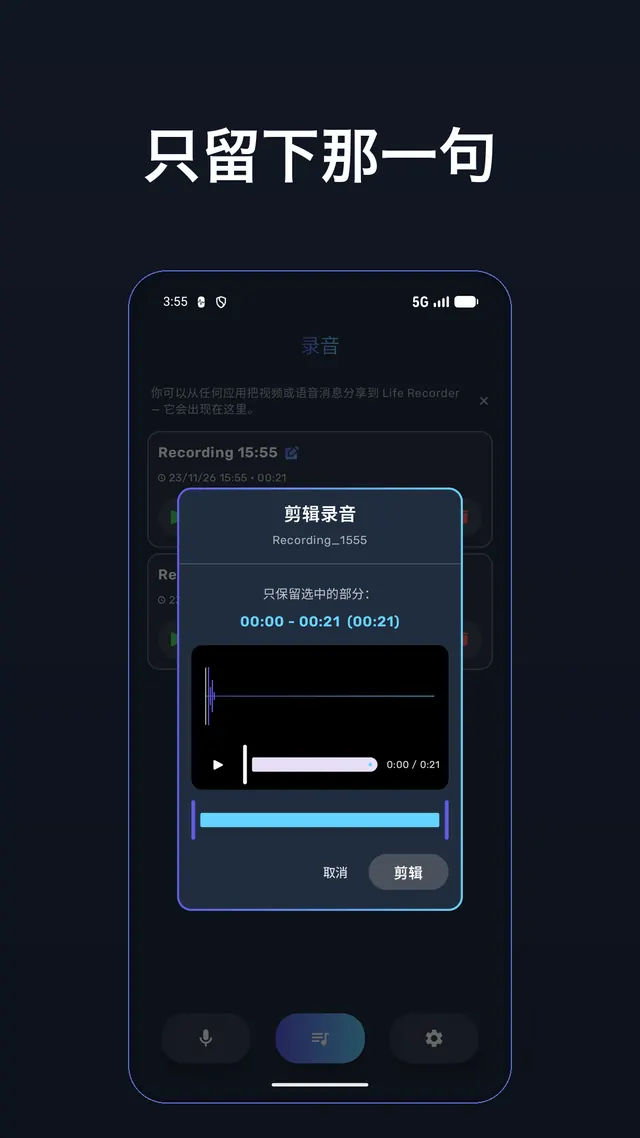 只留下那一句
3:55
5G
录音
你可以从任何应用把视频或语音消息分享到 Life Recorder
– 它会出现在这里。
Recording 15:55
23/11/26 15:55 • 00:21
剪辑录音
Recording_1555
只保留选中的部分：
00:00 - 00:21 (00:21)
Re
2
0:00 / 0:21
取消
剪辑